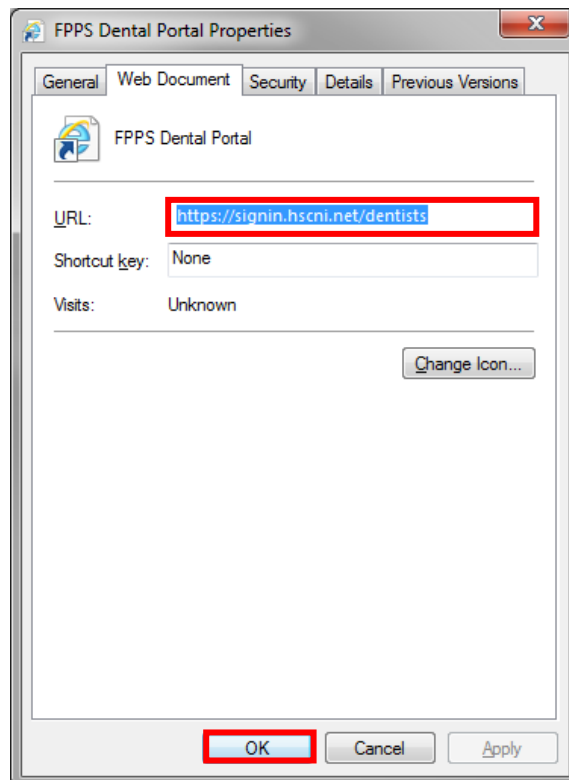 FPPS Dental Portal Properties
General Web Document Security Details Previous Versions
FPPS Dental Portal
URL: https://signin.hscni.net/dentists
Shortcut key: None
Visits: Unknown
Change Icon...
OK Cancel Apply